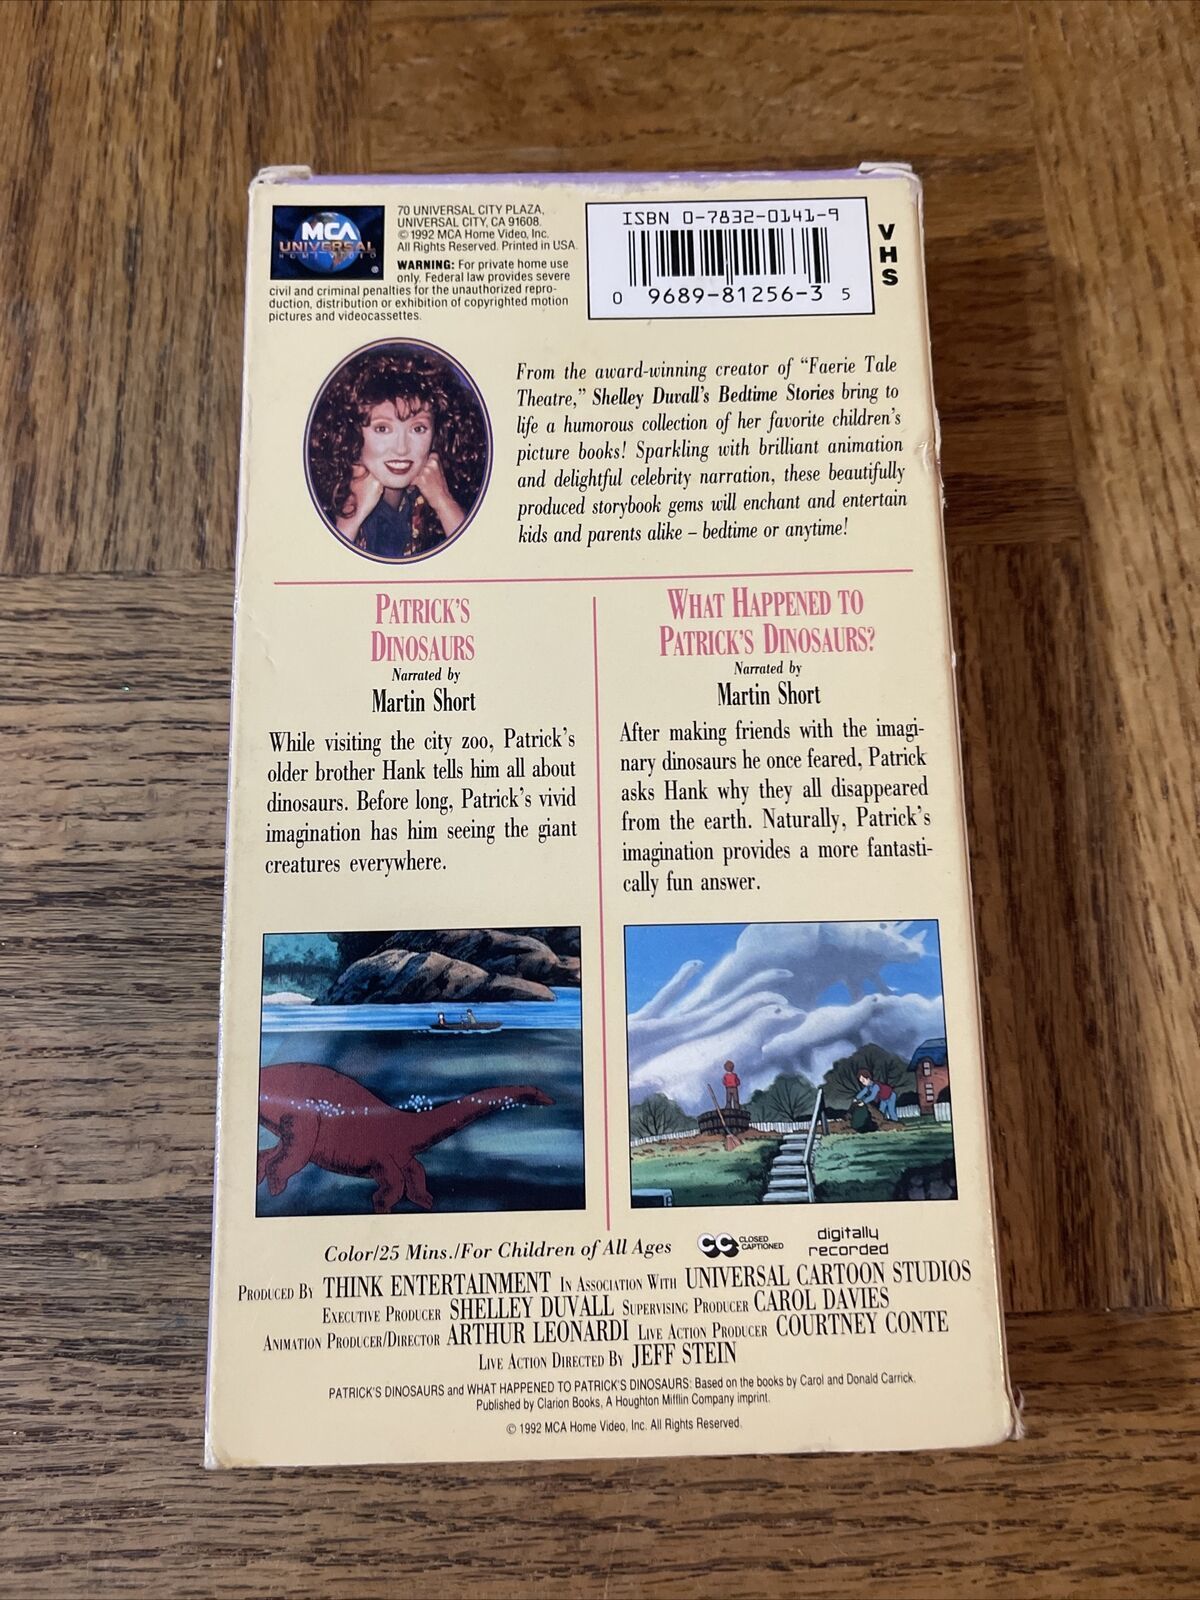 MCA
UNIVERSAL
HOME VIDEO
®
70 UNIVERSAL CITY PLAZA,
UNIVERSAL CITY, CA 91608.
© 1992 MCA Home Video, Inc.
All Rights Reserved. Printed in USA.
WARNING: For private home use
only. Federal law provides severe
civil and criminal penalties for the unauthorized repro-
duction, distribution or exhibition of copyrighted motion
pictures and videocassettes.
ISBN 0-7832-0141-9
0 9689-81256-3 5
VHS
From the award-winning creator of “Faerie Tale
Theatre,” Shelley Duvall's Bedtime Stories bring to
life a humorous collection of her favorite children's
picture books! Sparkling with brilliant animation
and delightful celebrity narration, these beautifully
produced storybook gems will enchant and entertain
kids and parents alike – bedtime or anytime!
PATRICK'S
DINOSAURS
Narrated by
Martin Short
While visiting the city zoo, Patrick's
older brother Hank tells him all about
dinosaurs. Before long, Patrick's vivid
imagination has him seeing the giant
creatures everywhere.
WHAT HAPPENED TO
PATRICK'S DINOSAURS?
Narrated by
Martin Short
After making friends with the imagi-
nary dinosaurs he once feared, Patrick
asks Hank why they all disappeared
from the earth. Naturally, Patrick's
imagination provides a more fantasti-
cally fun answer.
Color/25 Mins./For Children of All Ages
CC CLOSED
CAPTIONED
digitally
recorded
PRODUCED BY THINK ENTERTAINMENT IN ASSOCIATION WITH UNIVERSAL CARTOON STUDIOS
EXECUTIVE PRODUCER SHELLEY DUVALL SUPERVISING PRODUCER CAROL DAVIES
ANIMATION PRODUCER/DIRECTOR ARTHUR LEONARDI LIVE ACTION PRODUCER COURTNEY CONTE
LIVE ACTION DIRECTED BY JEFF STEIN
PATRICK'S DINOSAURS and WHAT HAPPENED TO PATRICK'S DINOSAURS: Based on the books by Carol and Donald Carrick.
Published by Clarion Books, A Houghton Mifflin Company imprint.
© 1992 MCA Home Video, Inc. All Rights Reserved.